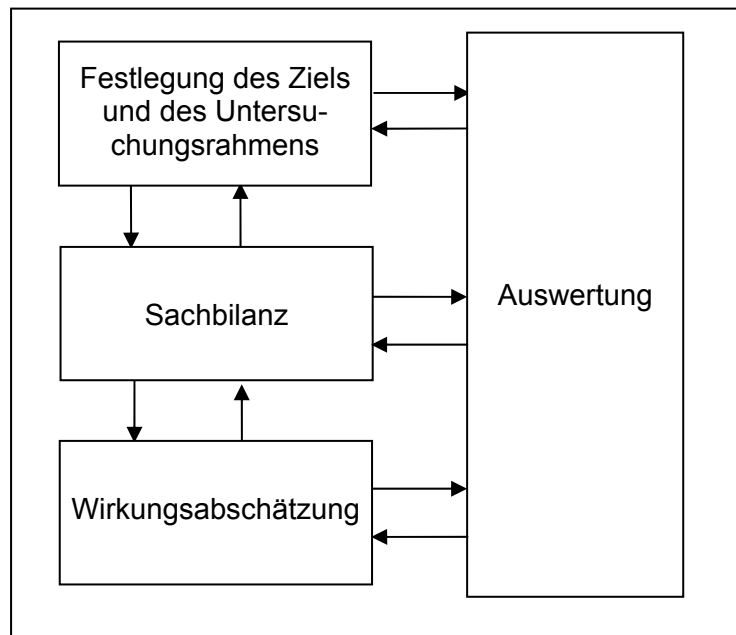 Festlegung des Ziels
und des Untersu-
chungsrahmens
Sachbilanz
Auswertung
Wirkungsabschätzung